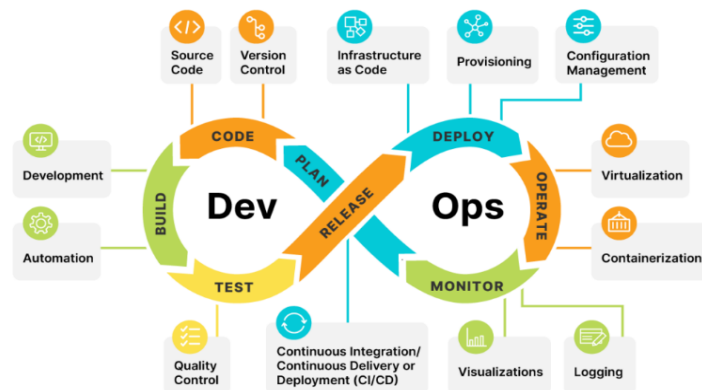 Source
Code
Version
Control
Infrastructure
as Code
Provisioning
Configuration
Management
CODE
PLAN
DEPLOY
Development
BUILD
Dev
RELEASE
Ops
OPERATE
Virtualization
Automation
Containerization
TEST
MONITOR
Quality
Control
Continuous Integration/
Continuous Delivery or
Deployment (CI/CD)
Visualizations
Logging